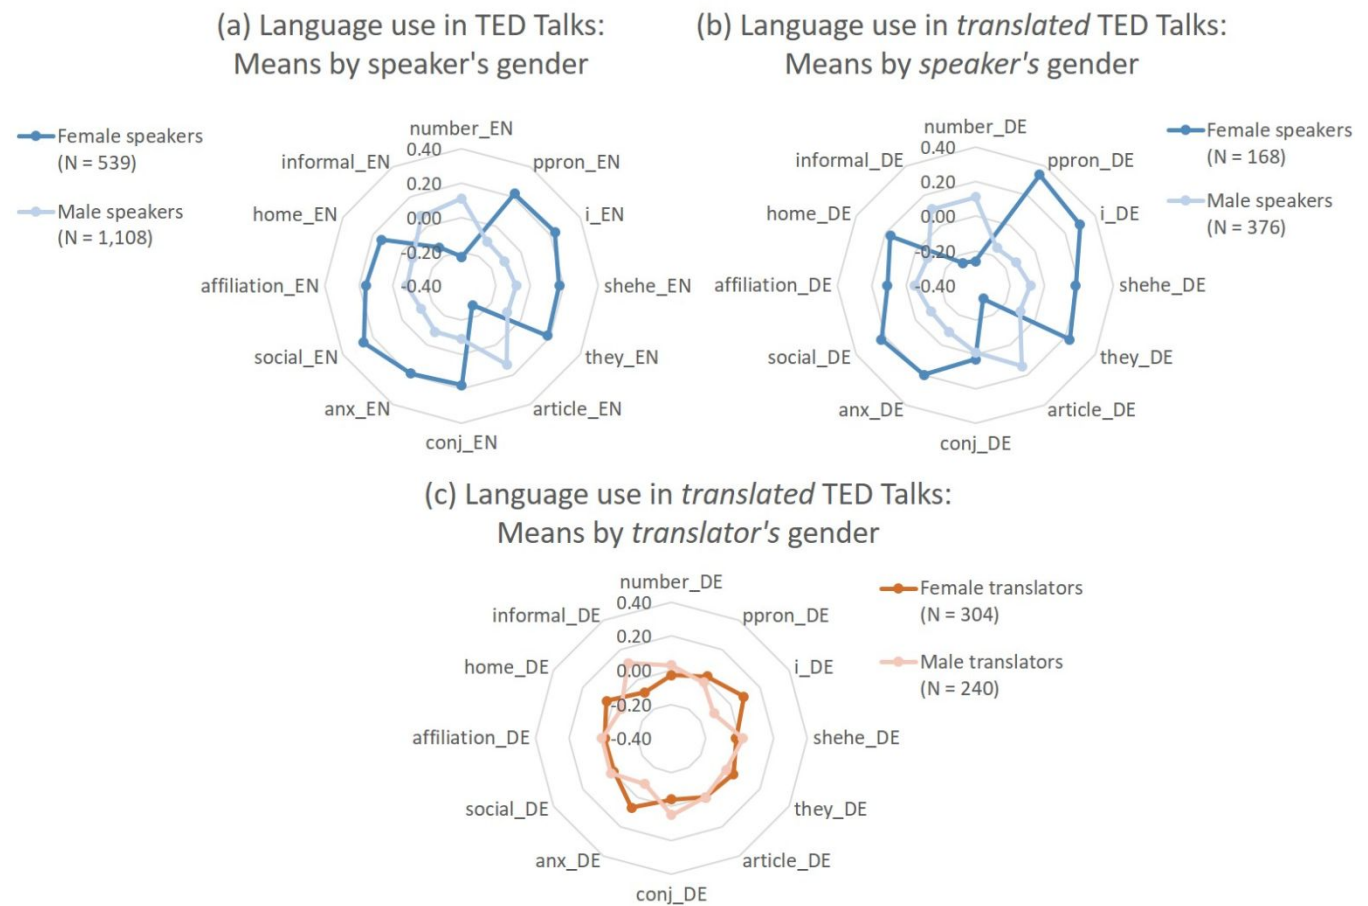 (a) Language use in TED Talks:
Means by speaker's gender
Female speakers
(N = 539)
Male speakers
(N = 1,108)
number_EN
ppron_EN
i_EN
shehe_EN
they_EN
article_EN
conj_EN
anx_EN
social_EN
affiliation_EN
home_EN
informal_EN
0.40
0.20
0.00
-0.20
-0.40
(b) Language use in translated TED Talks:
Means by speaker's gender
Female speakers
(N = 168)
Male speakers
(N = 376)
number_DE
ppron_DE
i_DE
shehe_DE
they_DE
article_DE
conj_DE
anx_DE
social_DE
affiliation_DE
home_DE
informal_DE
0.40
0.20
0.00
-0.20
-0.40
(c) Language use in translated TED Talks:
Means by translator's gender
Female translators
(N = 304)
Male translators
(N = 240)
number_DE
ppron_DE
i_DE
shehe_DE
they_DE
article_DE
conj_DE
anx_DE
social_DE
affiliation_DE
home_DE
informal_DE
0.40
0.20
0.00
-0.20
-0.40